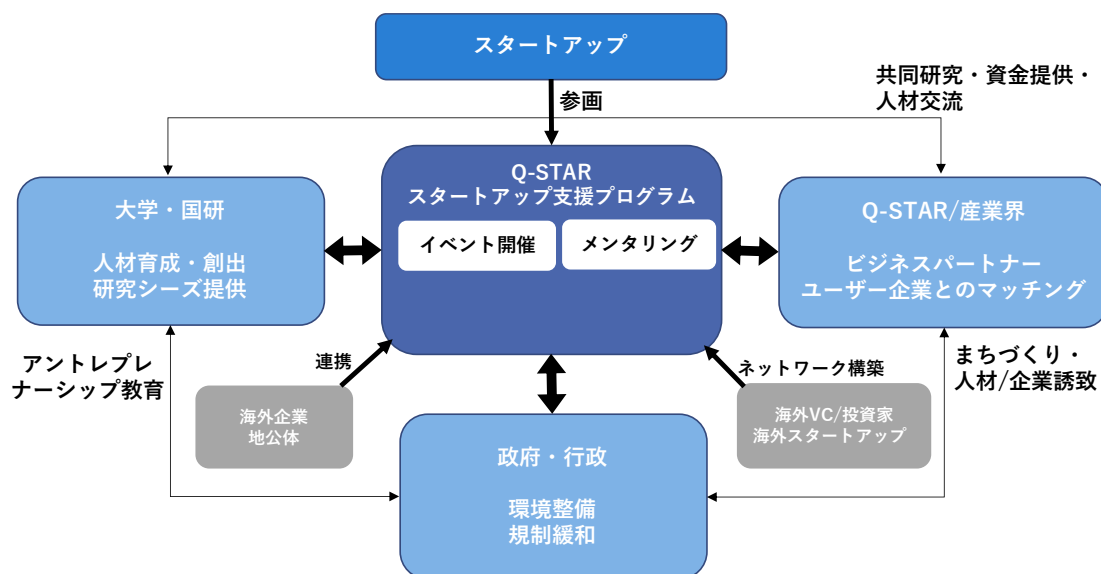 スタートアップ
参画
共同研究・資金提供・
人材交流
Q-STAR
スタートアップ支援プログラム
イベント開催
メンタリング
大学・国研
人材育成・創出
研究シーズ提供
Q-STAR/産業界
ビジネスパートナー
ユーザー企業とのマッチング
アントレプレ
ナーシップ教育
連携
海外企業
地公体
ネットワーク構築
海外VC/投資家
海外スタートアップ
まちづくり・
人材/企業誘致
政府・行政
環境整備
規制緩和